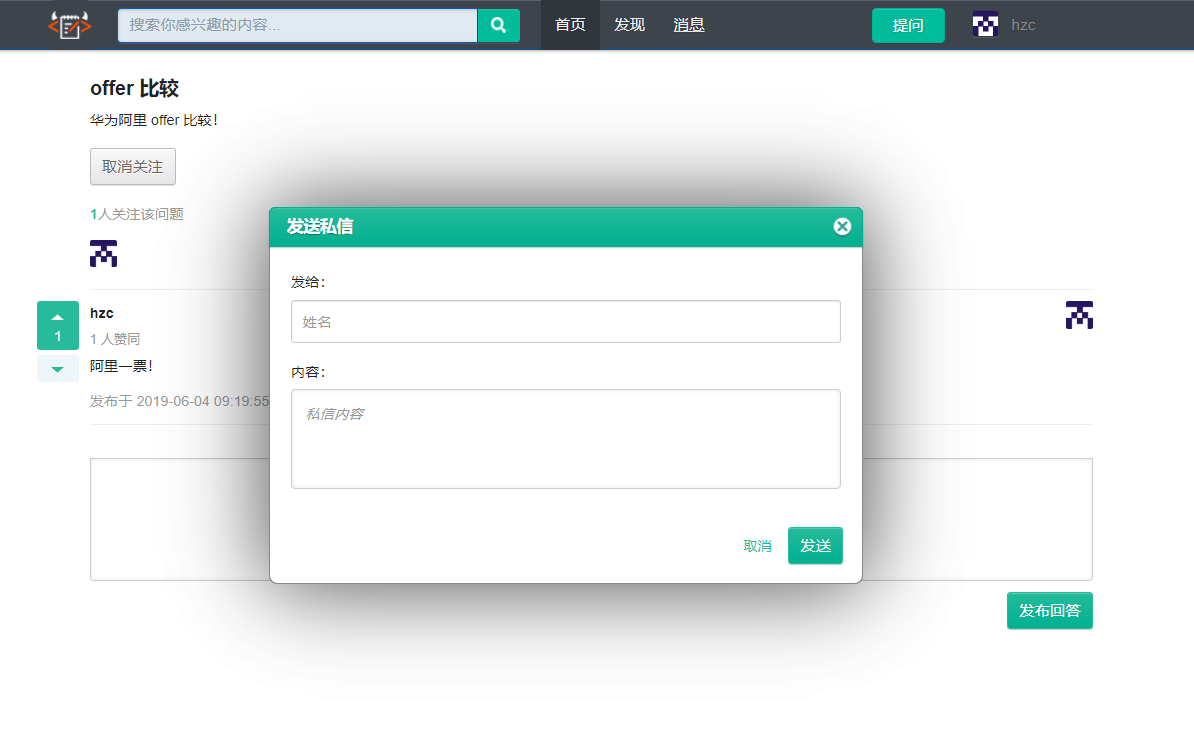 搜索你感兴趣的内容... 首页 发现 消息 提问 hzc
offer 比较
华为阿里 offer 比较！
取消关注
1人关注该问题
发送私信
发给：
姓名
内容：
私信内容
取消 发送
1
hzc
1 人赞同
阿里一票！
发布于 2019-06-04 09:19:55
发布回答